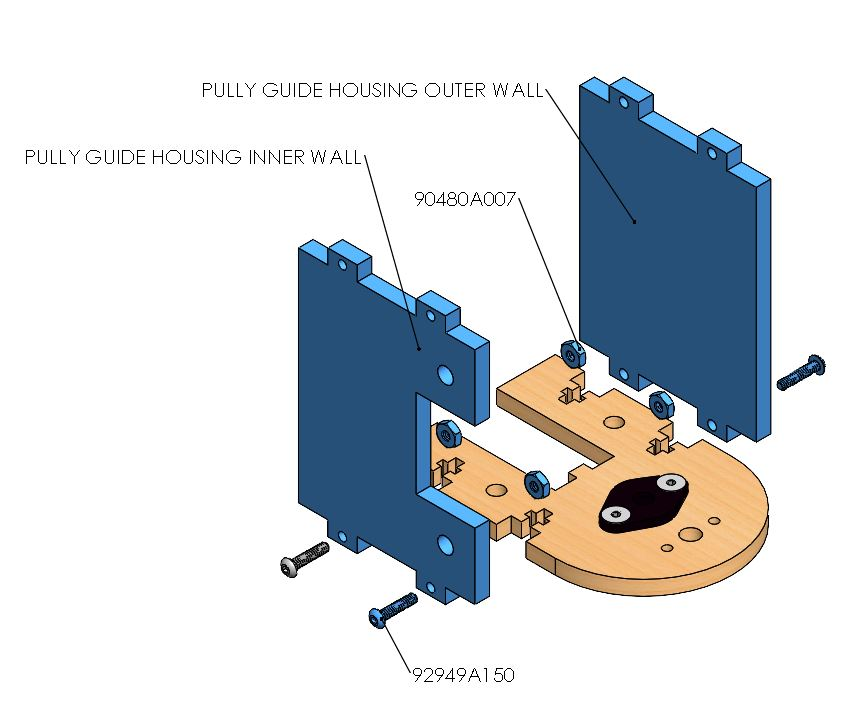 PULLY GUIDE HOUSING OUTER WALL
PULLY GUIDE HOUSING INNER WALL
90480A007
92949A150